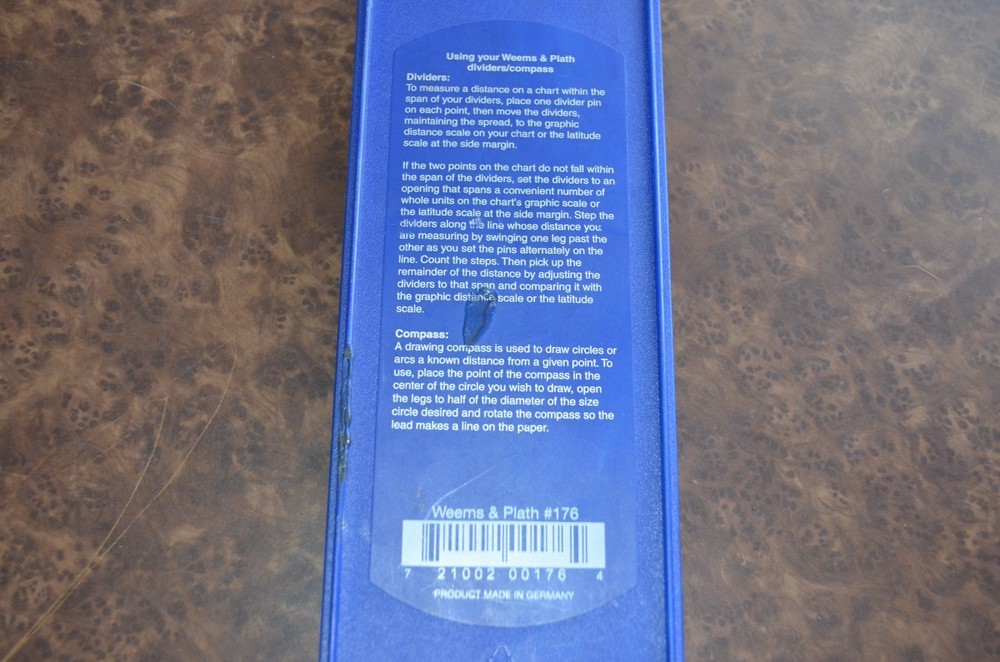 Using your Weems & Plath
dividers/compass
Dividers:
To measure a distance on a chart within the
span of your dividers, place one divider pin
on each point, then move the dividers,
maintaining the spread, to the graphic
distance scale on your chart or the latitude
scale at the side margin.
If the two points on the chart do not fall within
the span of the dividers, set the dividers to an
opening that spans a convenient number of
whole units on the chart's graphic scale or
the latitude scale at the side margin. Step the
dividers along the line whose distance you
are measuring by swinging one leg past the
other as you set the pins alternately on the
line. Count the steps. Then pick up the
remainder of the distance by adjusting the
dividers to that span and comparing it with
the graphic distance scale or the latitude
scale.
Compass:
A drawing compass is used to draw circles or
arcs a known distance from a given point. To
use, place the point of the compass in the
center of the circle you wish to draw, open
the legs to half of the diameter of the size
circle desired and rotate the compass so the
lead makes a line on the paper.
Weems & Plath #176
7 21002 00176 4
PRODUCT MADE IN GERMANY